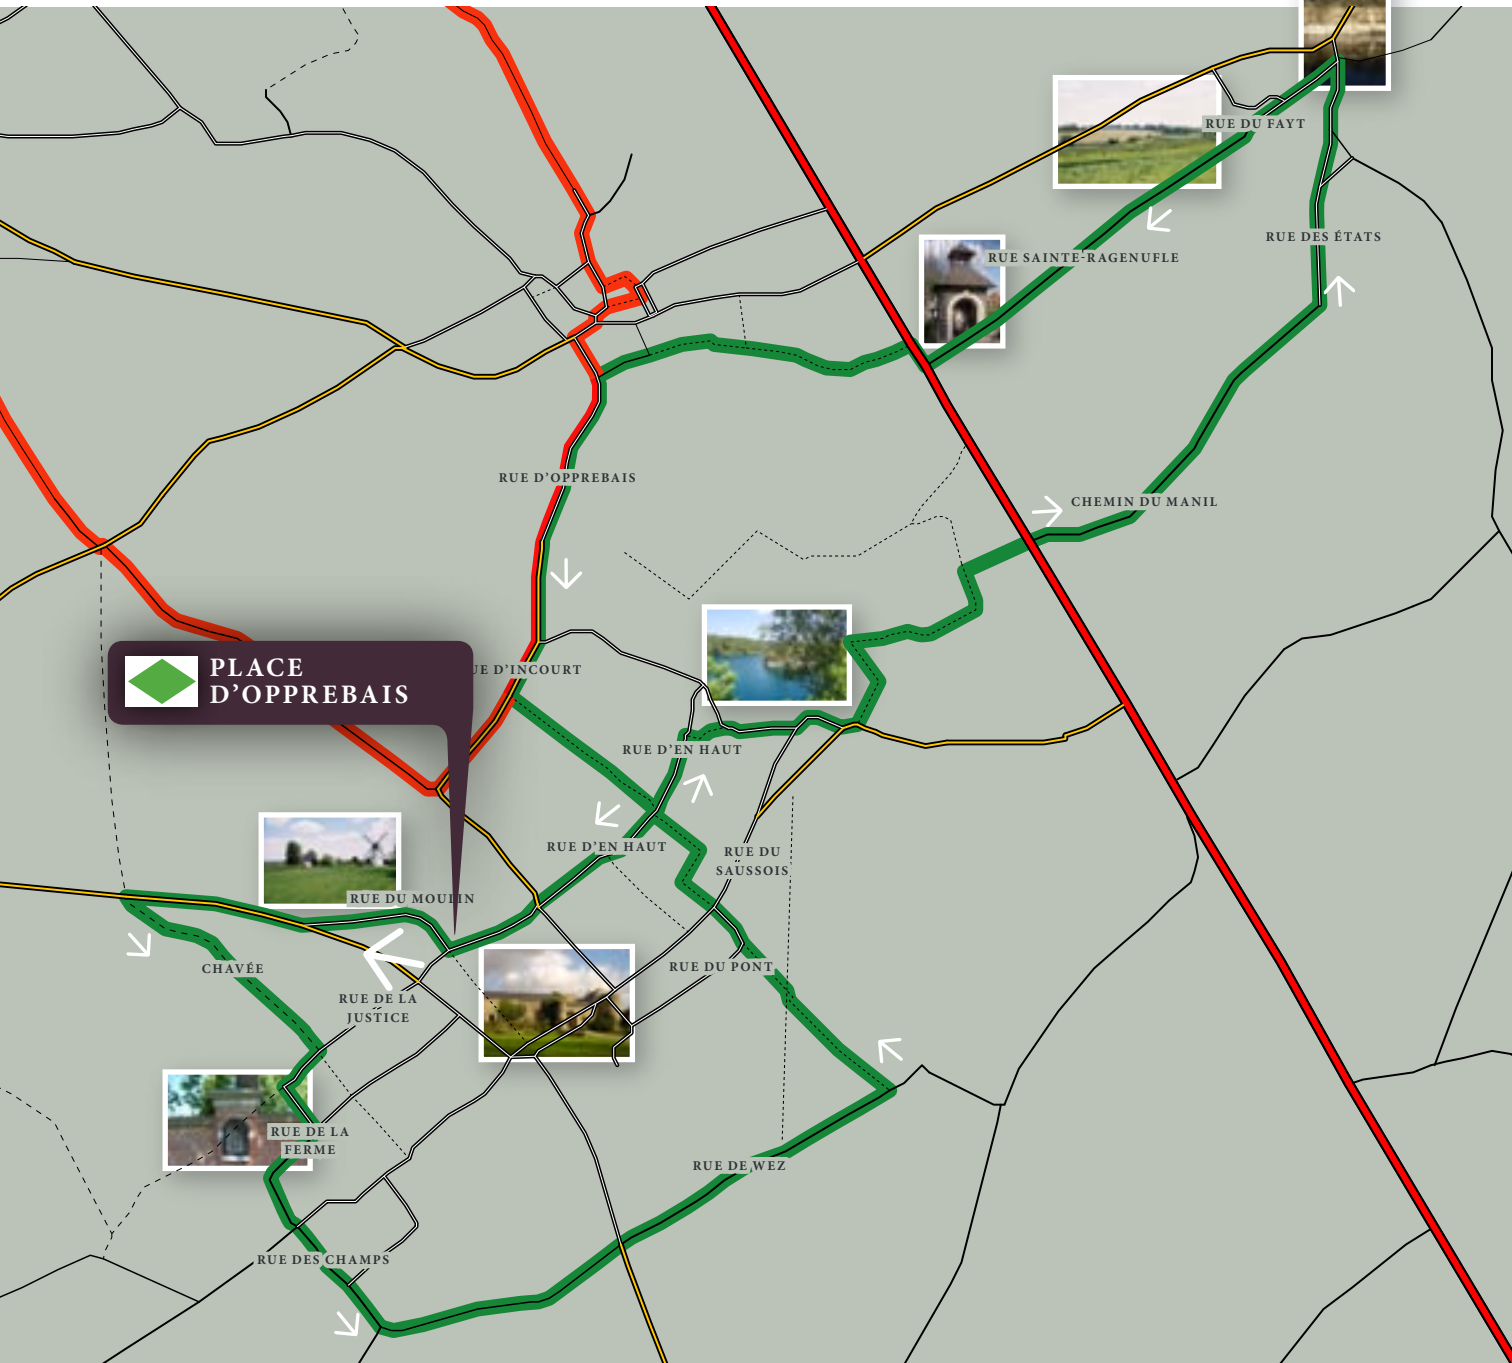 RUE DU FAYT
RUE DES ÉTATS
RUE SAINTE-RAGENUFLE
RUE D'OPPREBAIS
CHEMIN DU MANIL
PLACE
D'OPPREBAIS
UE D'INCOURT
RUE D'EN HAUT
RUE D'EN HAUT
RUE DU
SAUSSOIS
RUE DU MOULIN
CHAVÉE
RUE DU PONT
RUE DE LA
JUSTICE
RUE DE LA
FERME
RUE DE WEZ
RUE DES CHAMPS